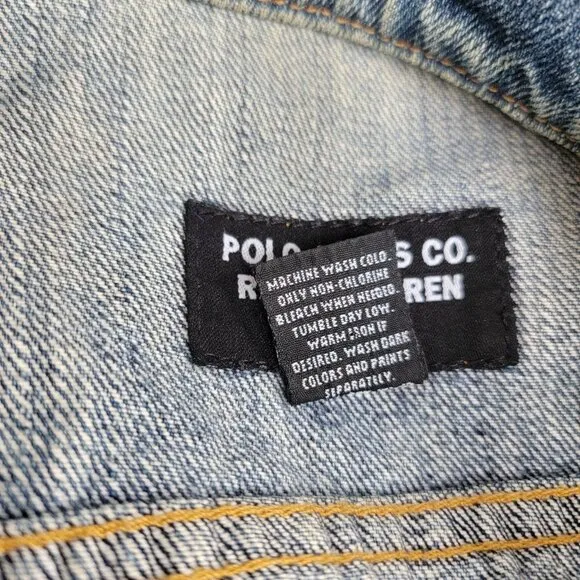 POLO S CO.
R REN
MACHINE WASH COLD.
ONLY NON-CHLORINE
BLEACH WHEN NEEDED.
TUMBLE DRY LOW.
WARM IRON IF
DESIRED. WASH DARK
COLORS AND PRINTS
SEPARATELY.